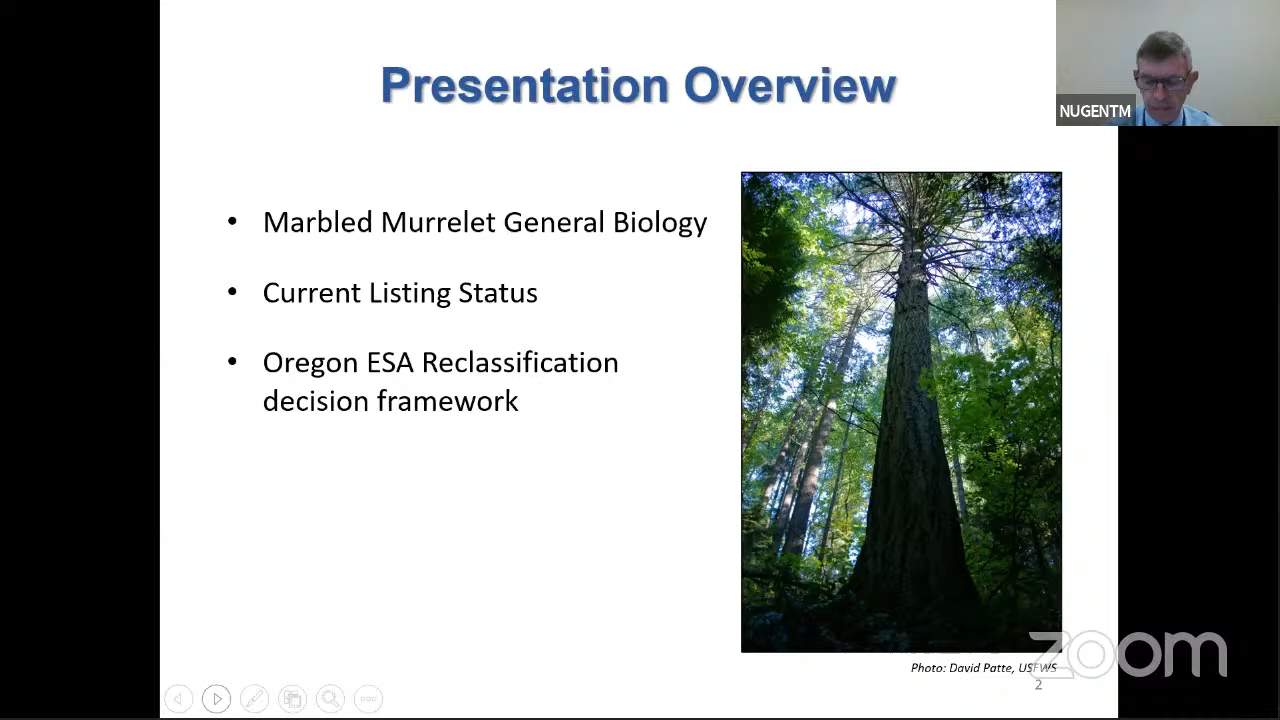 Presentation Overview
NUGENTM
• Marbled Murrelet General Biology
• Current Listing Status
• Oregon ESA Reclassification
decision framework
Photo: David Patte, USFWS
2
zoom